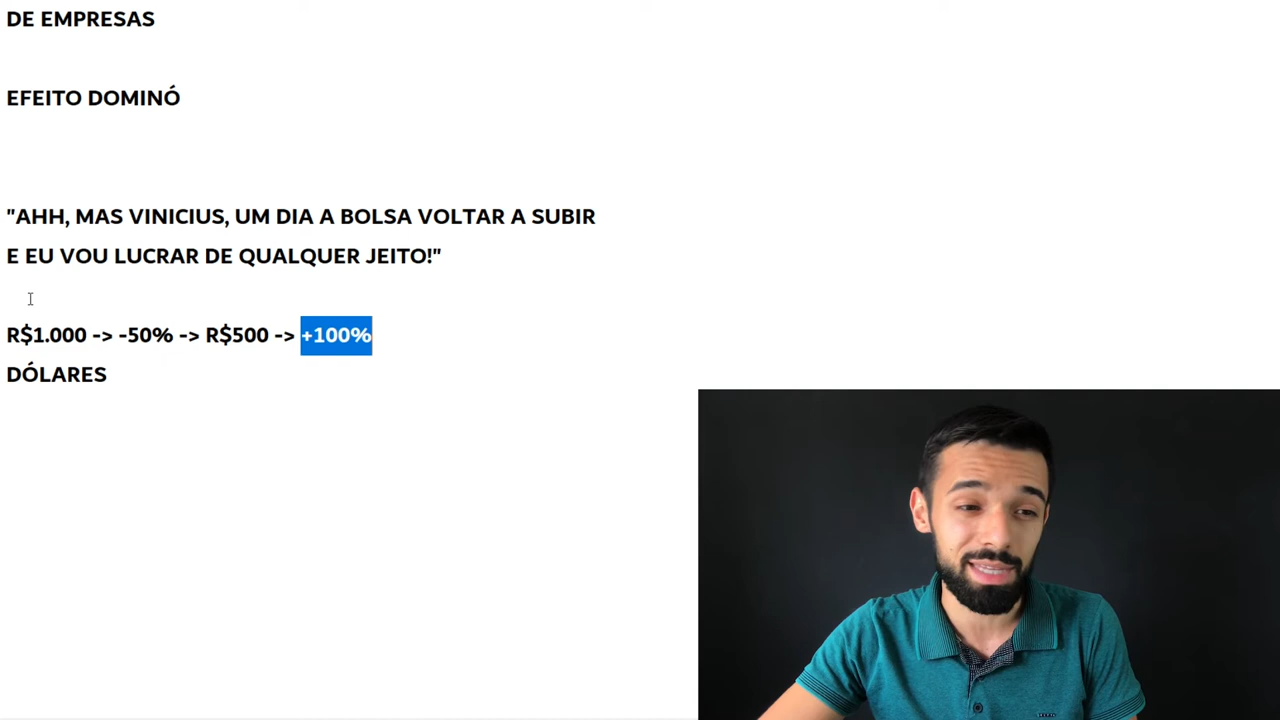 DE EMPRESAS
EFEITO DOMINÓ
"AHH, MAS VINICIUS, UM DIA A BOLSA VOLTAR A SUBIR
E EU VOU LUCRAR DE QUALQUER JEITO!"
R$1.000 -> -50% -> R$500 -> +100%
DÓLARES